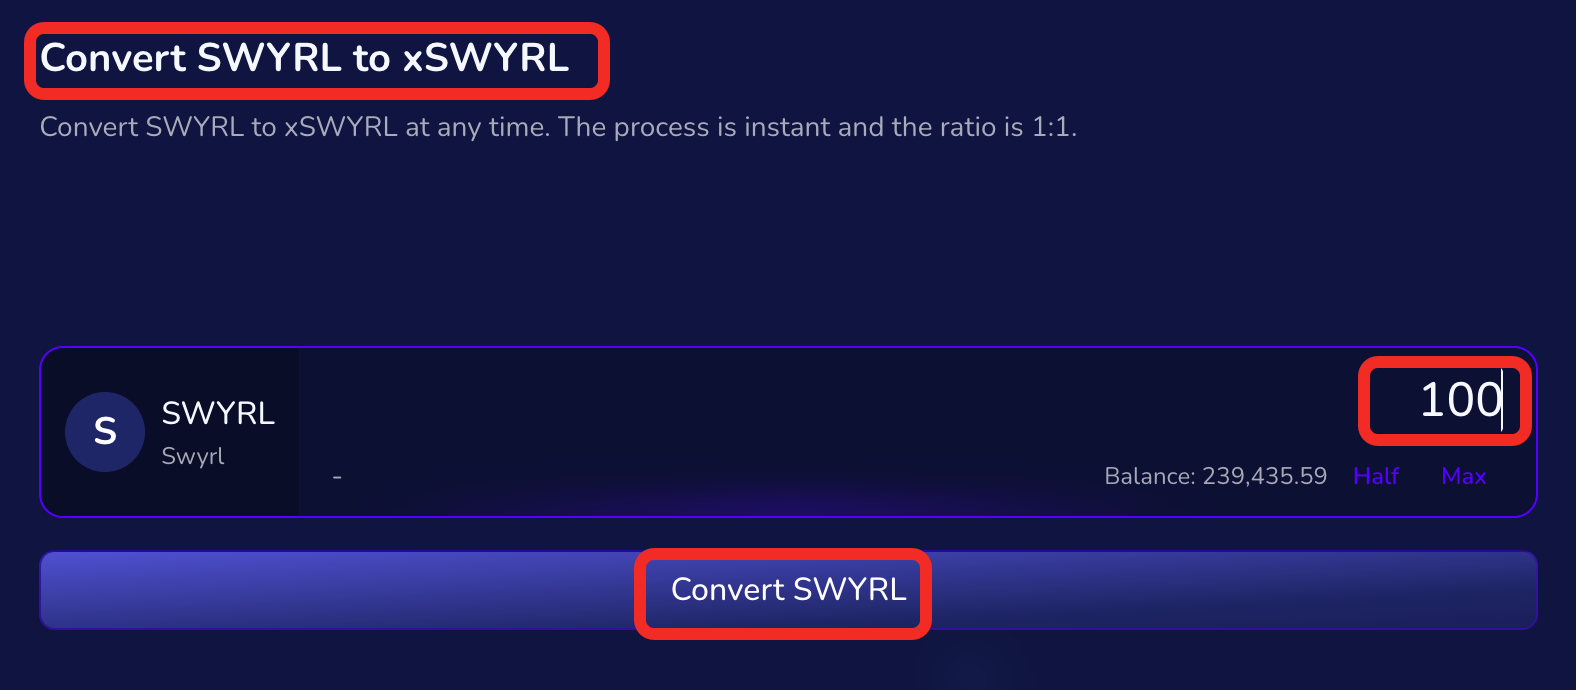 Convert SWYRL to xSWYRL
Convert SWYRL to xSWYRL at any time. The process is instant and the ratio is 1:1.
S
SWYRL
Swyrl
100
-
Balance: 239,435.59 Half Max
Convert SWYRL